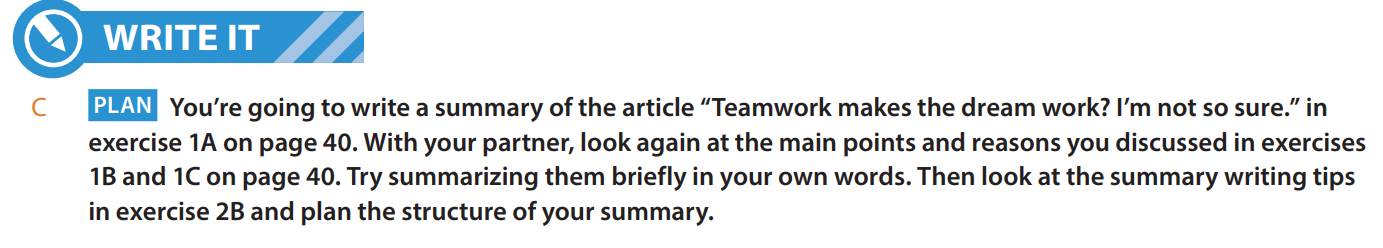 WRITE IT
C PLAN You’re going to write a summary of the article “Teamwork makes the dream work? I’m not so sure.” in
exercise 1A on page 40. With your partner, look again at the main points and reasons you discussed in exercises
1B and 1C on page 40. Try summarizing them briefly in your own words. Then look at the summary writing tips
in exercise 2B and plan the structure of your summary.